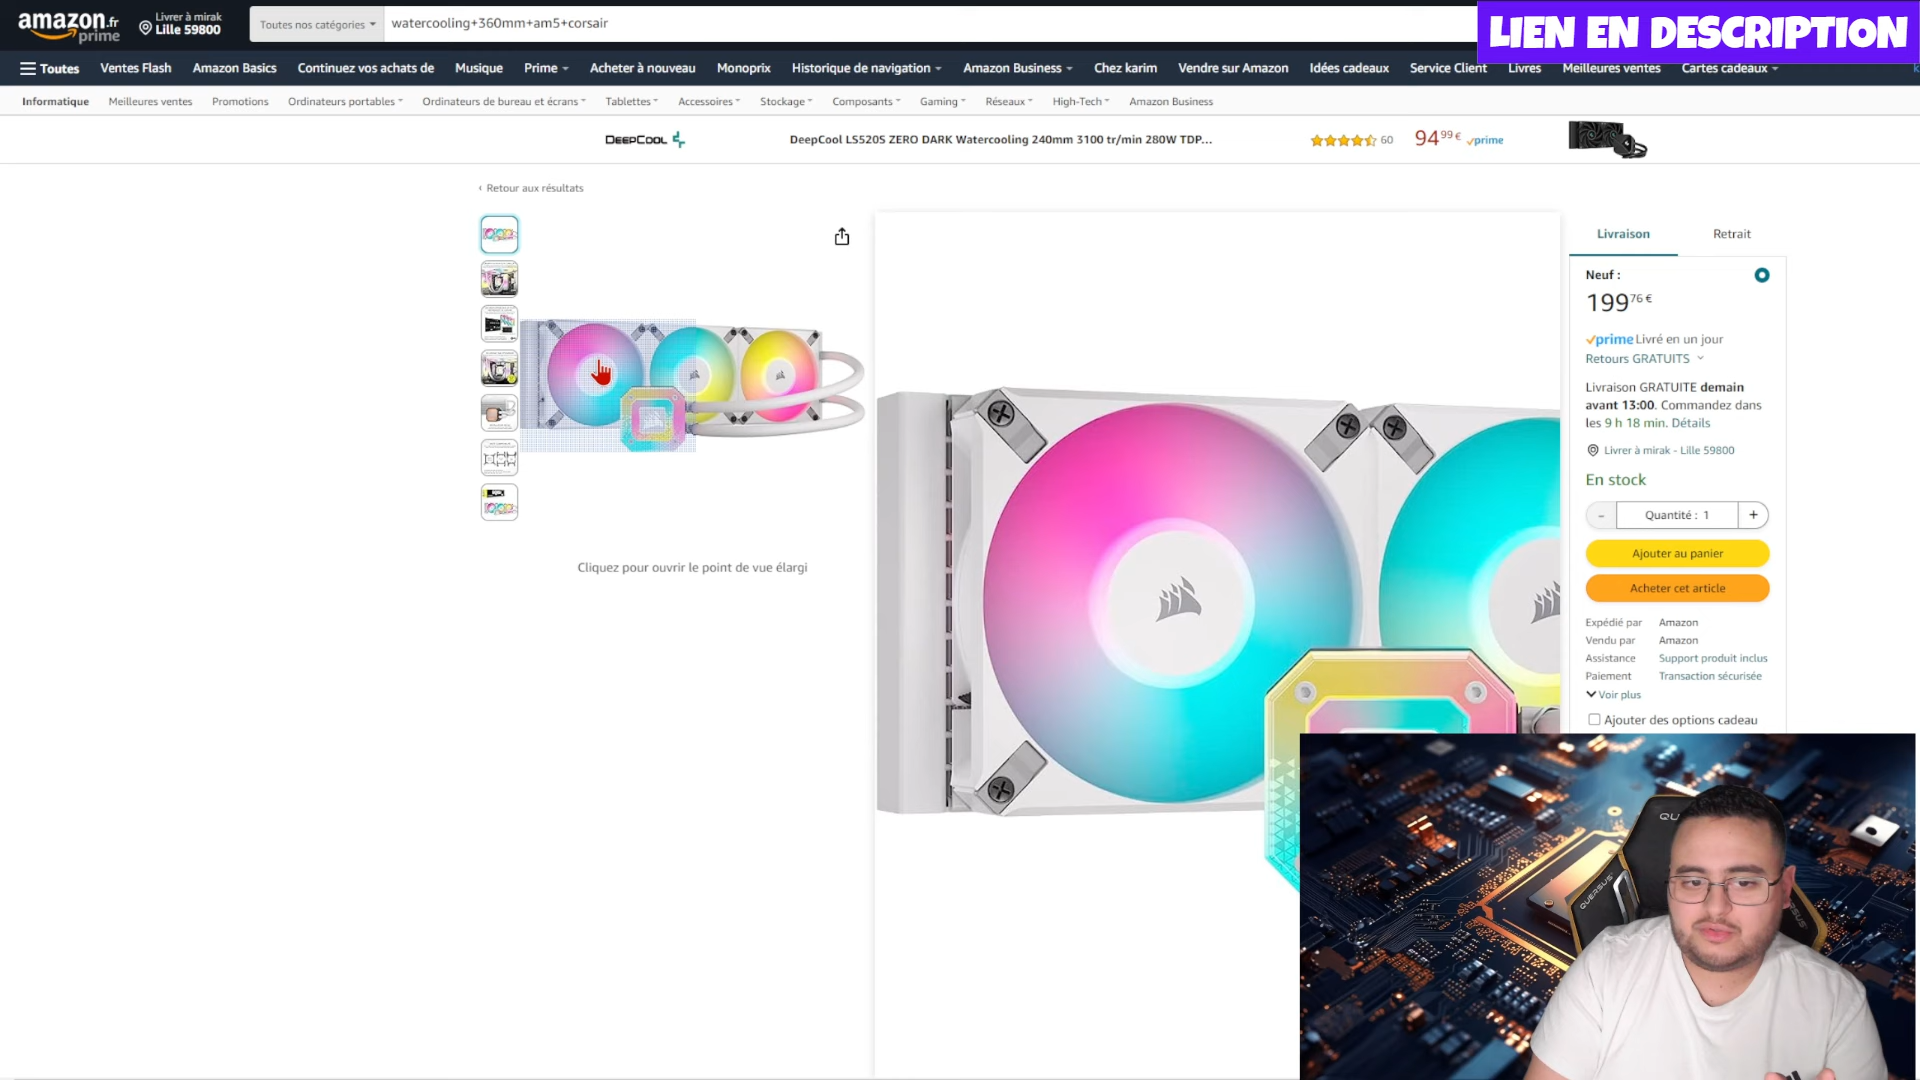 amazon.fr
prime
Livrer à mirak
Lille 59800
Toutes nos catégories
watercooling+360mm+am5+corsair
LIEN EN DESCRIPTION
Toutes
Ventes Flash
Amazon Basics
Continuez vos achats de
Musique
Prime
Acheter à nouveau
Monoprix
Historique de navigation
Amazon Business
Chez karim
Vendre sur Amazon
Idées cadeaux
Service Client
Livres
Meilleures ventes
Cartes cadeaux
Informatique
Meilleures ventes
Promotions
Ordinateurs portables
Ordinateurs de bureau et écrans
Tablettes
Accessoires
Stockage
Composants
Gaming
Réseaux
High-Tech
Amazon Business
DEEPCOOL
DeepCool LS520S ZERO DARK Watercooling 240mm 3100 tr/min 280W TDP...
60
94,99 €
prime
‹ Retour aux résultats
Cliquez pour ouvrir le point de vue élargi
Livraison
Retrait
Neuf :
199,76 €
prime Livré en un jour
Retours GRATUITS
Livraison GRATUITE demain
avant 13:00. Commandez dans
les 9 h 18 min. Détails
Livrer à mirak - Lille 59800
En stock
- Quantité : 1 +
Ajouter au panier
Acheter cet article
Expédié par Amazon
Vendu par Amazon
Assistance Support produit inclus
Paiement Transaction sécurisée
Voir plus
Ajouter des options cadeau
QUERSUS